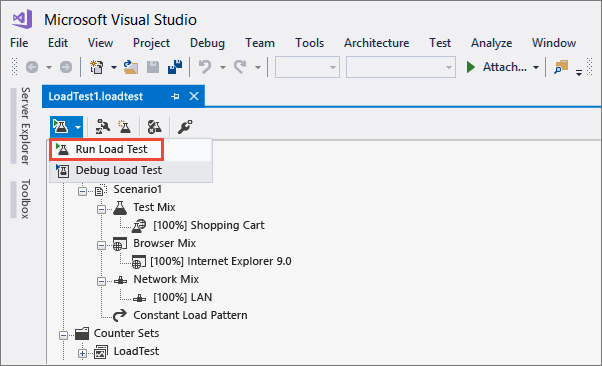 Microsoft Visual Studio
File Edit View Project Debug Team Tools Architecture Test Analyze Window
Attach...
Server Explorer
Toolbox
LoadTest1.loadtest
Run Load Test
Debug Load Test
Scenario1
Test Mix
[100%] Shopping Cart
Browser Mix
[100%] Internet Explorer 9.0
Network Mix
[100%] LAN
Constant Load Pattern
Counter Sets
LoadTest